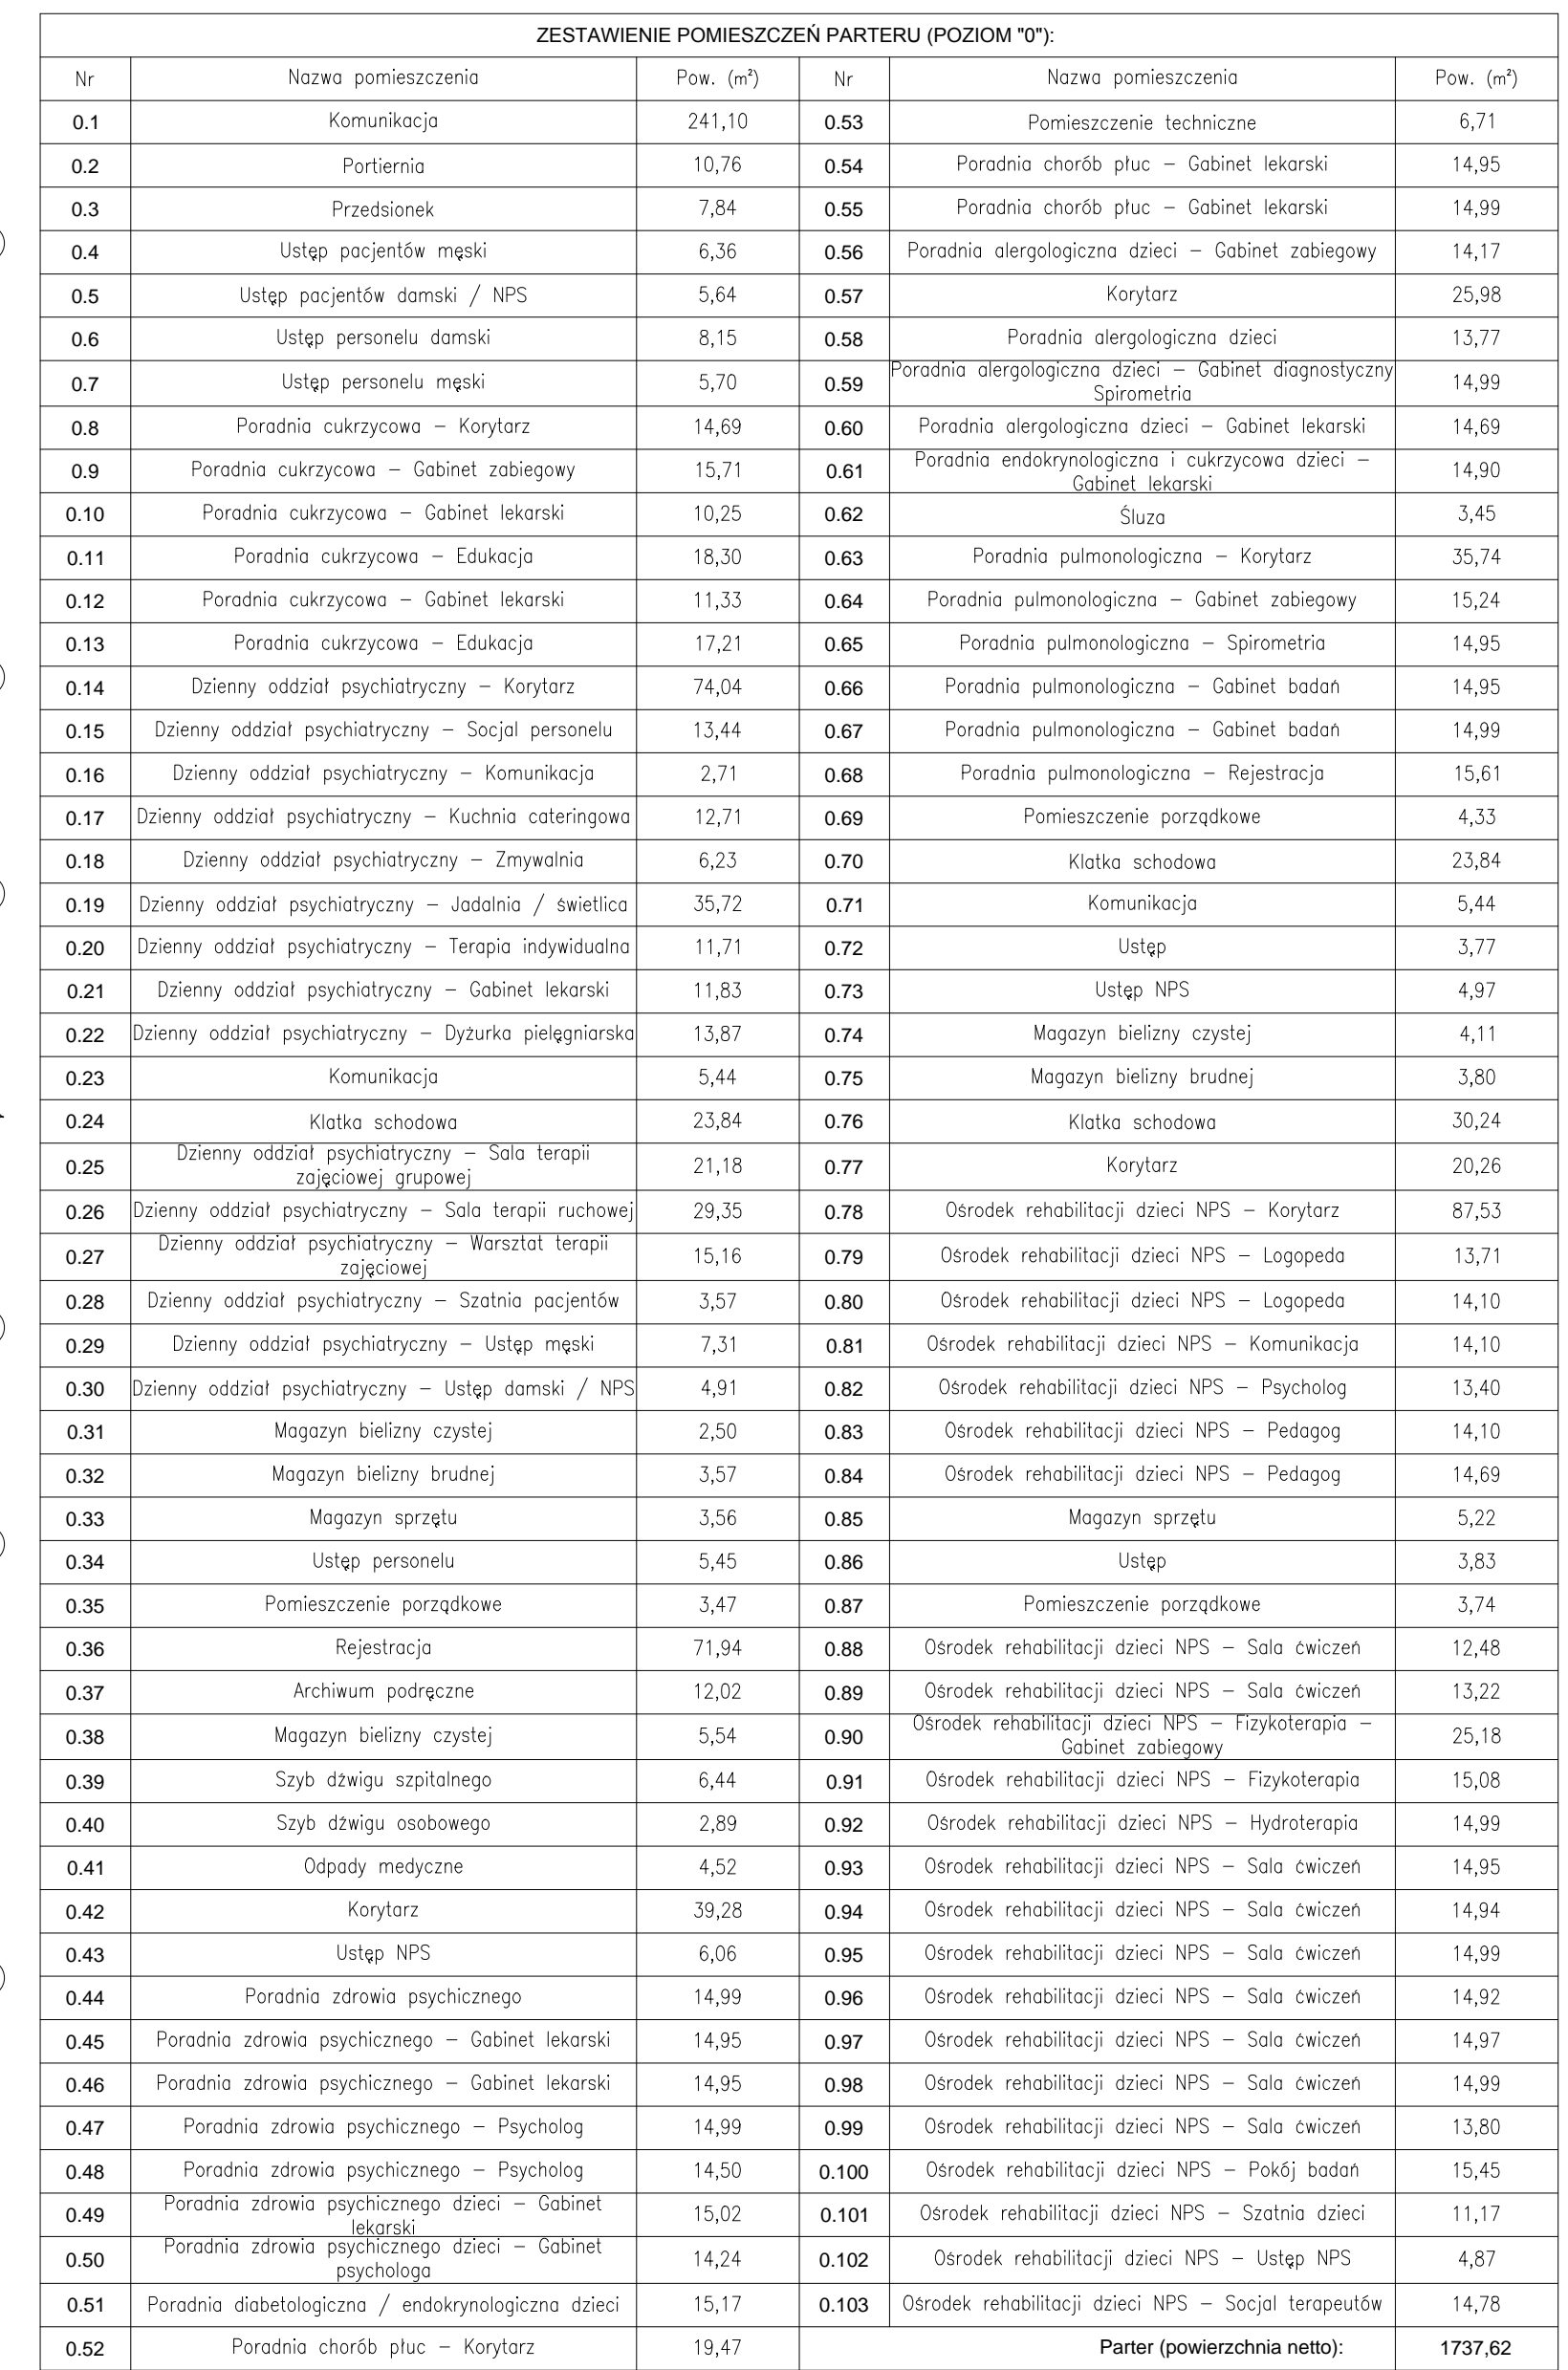 ZESTAWIENIE POMIESZCZEŃ PARTERU (POZIOM "0"):
Nr Nazwa pomieszczenia Pow. (m²) Nr Nazwa pomieszczenia Pow. (m²)
0.1 Komunikacja 241,10 0.53 Pomieszczenie techniczne 6,71
0.2 Portiernia 10,76 0.54 Poradnia chorób płuc – Gabinet lekarski 14,95
0.3 Przedsionek 7,84 0.55 Poradnia chorób płuc – Gabinet lekarski 14,99
0.4 Ustęp pacjentów męski 6,36 0.56 Poradnia alergologiczna dzieci – Gabinet zabiegowy 14,17
0.5 Ustęp pacjentów damski / NPS 5,64 0.57 Korytarz 25,98
0.6 Ustęp personelu damski 8,15 0.58 Poradnia alergologiczna dzieci 13,77
0.7 Ustęp personelu męski 5,70 0.59 Poradnia alergologiczna dzieci – Gabinet diagnostyczny
Spirometria 14,99
0.8 Poradnia cukrzycowa – Korytarz 14,69 0.60 Poradnia alergologiczna dzieci – Gabinet lekarski 14,69
0.9 Poradnia cukrzycowa – Gabinet zabiegowy 15,71 0.61 Poradnia endokrynologiczna i cukrzycowa dzieci –
Gabinet lekarski 14,90
0.10 Poradnia cukrzycowa – Gabinet lekarski 10,25 0.62 Śluza 3,45
0.11 Poradnia cukrzycowa – Edukacja 18,30 0.63 Poradnia pulmonologiczna – Korytarz 35,74
0.12 Poradnia cukrzycowa – Gabinet lekarski 11,33 0.64 Poradnia pulmonologiczna – Gabinet zabiegowy 15,24
0.13 Poradnia cukrzycowa – Edukacja 17,21 0.65 Poradnia pulmonologiczna – Spirometria 14,95
0.14 Dzienny oddział psychiatryczny – Korytarz 74,04 0.66 Poradnia pulmonologiczna – Gabinet badań 14,95
0.15 Dzienny oddział psychiatryczny – Socjal personelu 13,44 0.67 Poradnia pulmonologiczna – Gabinet badań 14,99
0.16 Dzienny oddział psychiatryczny – Komunikacja 2,71 0.68 Poradnia pulmonologiczna – Rejestracja 15,61
0.17 Dzienny oddział psychiatryczny – Kuchnia cateringowa 12,71 0.69 Pomieszczenie porządkowe 4,33
0.18 Dzienny oddział psychiatryczny – Zmywalnia 6,23 0.70 Klatka schodowa 23,84
0.19 Dzienny oddział psychiatryczny – Jadalnia / świetlica 35,72 0.71 Komunikacja 5,44
0.20 Dzienny oddział psychiatryczny – Terapia indywidualna 11,71 0.72 Ustęp 3,77
0.21 Dzienny oddział psychiatryczny – Gabinet lekarski 11,83 0.73 Ustęp NPS 4,97
0.22 Dzienny oddział psychiatryczny – Dyżurka pielęgniarska 13,87 0.74 Magazyn bielizny czystej 4,11
0.23 Komunikacja 5,44 0.75 Magazyn bielizny brudnej 3,80
0.24 Klatka schodowa 23,84 0.76 Klatka schodowa 30,24
0.25 Dzienny oddział psychiatryczny – Sala terapii
zajęciowej grupowej 21,18 0.77 Korytarz 20,26
0.26 Dzienny oddział psychiatryczny – Sala terapii ruchowej 29,35 0.78 Ośrodek rehabilitacji dzieci NPS – Korytarz 87,53
0.27 Dzienny oddział psychiatryczny – Warsztat terapii
zajęciowej 15,16 0.79 Ośrodek rehabilitacji dzieci NPS – Logopeda 13,71
0.28 Dzienny oddział psychiatryczny – Szatnia pacjentów 3,57 0.80 Ośrodek rehabilitacji dzieci NPS – Logopeda 14,10
0.29 Dzienny oddział psychiatryczny – Ustęp męski 7,31 0.81 Ośrodek rehabilitacji dzieci NPS – Komunikacja 14,10
0.30 Dzienny oddział psychiatryczny – Ustęp damski / NPS 4,91 0.82 Ośrodek rehabilitacji dzieci NPS – Psycholog 13,40
0.31 Magazyn bielizny czystej 2,50 0.83 Ośrodek rehabilitacji dzieci NPS – Pedagog 14,10
0.32 Magazyn bielizny brudnej 3,57 0.84 Ośrodek rehabilitacji dzieci NPS – Pedagog 14,69
0.33 Magazyn sprzętu 3,56 0.85 Magazyn sprzętu 5,22
0.34 Ustęp personelu 5,45 0.86 Ustęp 3,83
0.35 Pomieszczenie porządkowe 3,47 0.87 Pomieszczenie porządkowe 3,74
0.36 Rejestracja 71,94 0.88 Ośrodek rehabilitacji dzieci NPS – Sala ćwiczeń 12,48
0.37 Archiwum podręczne 12,02 0.89 Ośrodek rehabilitacji dzieci NPS – Sala ćwiczeń 13,22
0.38 Magazyn bielizny czystej 5,54 0.90 Ośrodek rehabilitacji dzieci NPS – Fizykoterapia –
Gabinet zabiegowy 25,18
0.39 Szyb dźwigu szpitalnego 6,44 0.91 Ośrodek rehabilitacji dzieci NPS – Fizykoterapia 15,08
0.40 Szyb dźwigu osobowego 2,89 0.92 Ośrodek rehabilitacji dzieci NPS – Hydroterapia 14,99
0.41 Odpady medyczne 4,52 0.93 Ośrodek rehabilitacji dzieci NPS – Sala ćwiczeń 14,95
0.42 Korytarz 39,28 0.94 Ośrodek rehabilitacji dzieci NPS – Sala ćwiczeń 14,94
0.43 Ustęp NPS 6,06 0.95 Ośrodek rehabilitacji dzieci NPS – Sala ćwiczeń 14,99
0.44 Poradnia zdrowia psychicznego 14,99 0.96 Ośrodek rehabilitacji dzieci NPS – Sala ćwiczeń 14,92
0.45 Poradnia zdrowia psychicznego – Gabinet lekarski 14,95 0.97 Ośrodek rehabilitacji dzieci NPS – Sala ćwiczeń 14,97
0.46 Poradnia zdrowia psychicznego – Gabinet lekarski 14,95 0.98 Ośrodek rehabilitacji dzieci NPS – Sala ćwiczeń 14,99
0.47 Poradnia zdrowia psychicznego – Psycholog 14,99 0.99 Ośrodek rehabilitacji dzieci NPS – Sala ćwiczeń 13,80
0.48 Poradnia zdrowia psychicznego – Psycholog 14,50 0.100 Ośrodek rehabilitacji dzieci NPS – Pokój badań 15,45
0.49 Poradnia zdrowia psychicznego dzieci – Gabinet
lekarski 15,02 0.101 Ośrodek rehabilitacji dzieci NPS – Szatnia dzieci 11,17
0.50 Poradnia zdrowia psychicznego dzieci – Gabinet
psychologa 14,24 0.102 Ośrodek rehabilitacji dzieci NPS – Ustęp NPS 4,87
0.51 Poradnia diabetologiczna / endokrynologiczna dzieci 15,17 0.103 Ośrodek rehabilitacji dzieci NPS – Socjal terapeutów 14,78
0.52 Poradnia chorób płuc – Korytarz 19,47 Parter (powierzchnia netto): 1737,62